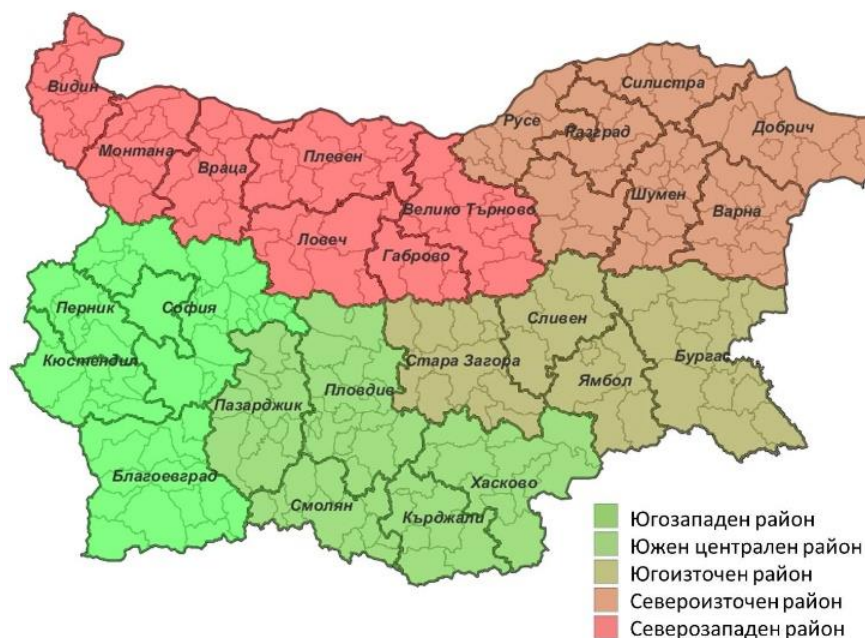 Видин
Монтана
Враца
Плевен
Ловеч
Габрово
Велико Търново
Русе
Разград
Силистра
Добрич
Шумен
Варна
Перник
София
Кюстендил
Благоевград
Пазарджик
Пловдив
Смолян
Кърджали
Хасково
Стара Загора
Сливен
Ямбол
Бургас
Югозападен район
Южен централен район
Югоизточен район
Североизточен район
Северозападен район